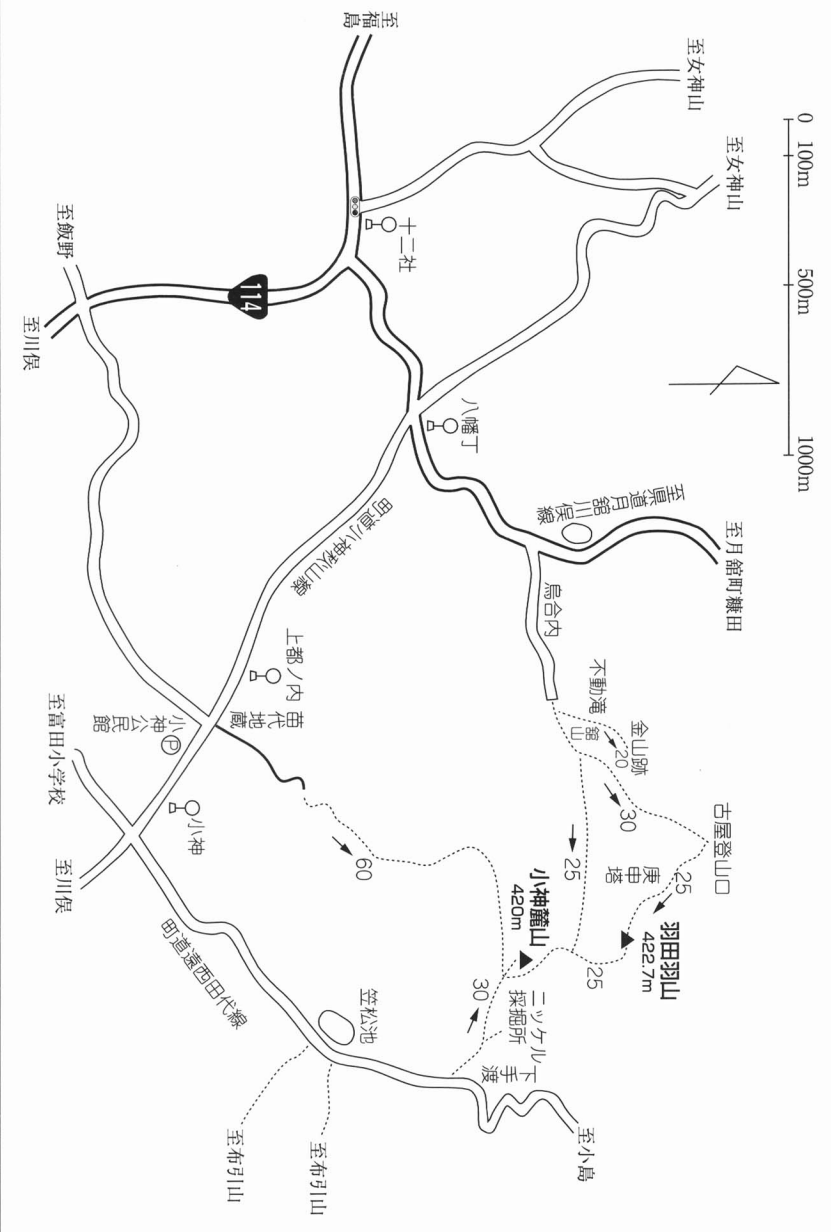 0 100m 500m 1000m
至女神山
至女神山
至月舘町糠田
古屋登山口
羽田羽山
422.7m
金山跡
20
30
25
庚申塔
不動滝
舘山
25
25
至県道月舘川俣線
烏合内
小神麓山
420m
ニッケル
採掘所
30
下手渡
至小島
八幡丁
十二社
至福島
町道小神秋山線
60
笠松池
至布引山
至布引山
上都ノ内
苗代地蔵
114
小神公民館
P
小神
町道遠西田代線
至飯野
至川俣
至富田小学校
至川俣